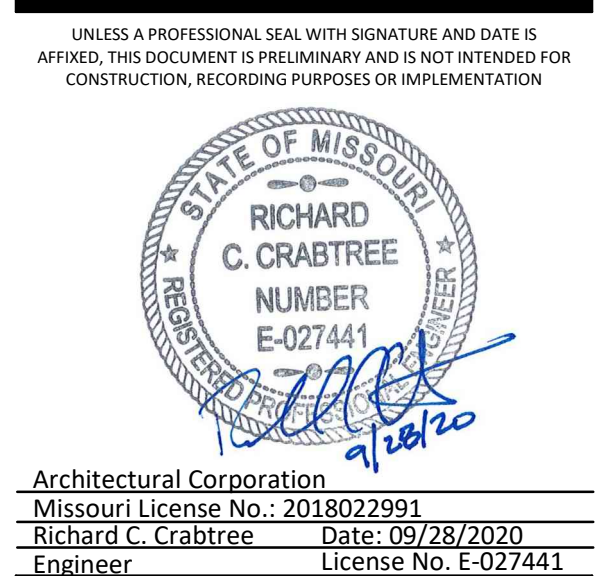 UNLESS A PROFESSIONAL SEAL WITH SIGNATURE AND DATE IS
AFFIXED, THIS DOCUMENT IS PRELIMINARY AND IS NOT INTENDED FOR
CONSTRUCTION, RECORDING PURPOSES OR IMPLEMENTATION
STATE OF MISSOURI
RICHARD
C. CRABTREE
NUMBER
E-027441
REGISTERED PROFESSIONAL ENGINEER
9/28/20
Architectural Corporation
Missouri License No.: 2018022991
Richard C. Crabtree Date: 09/28/2020
Engineer License No. E-027441